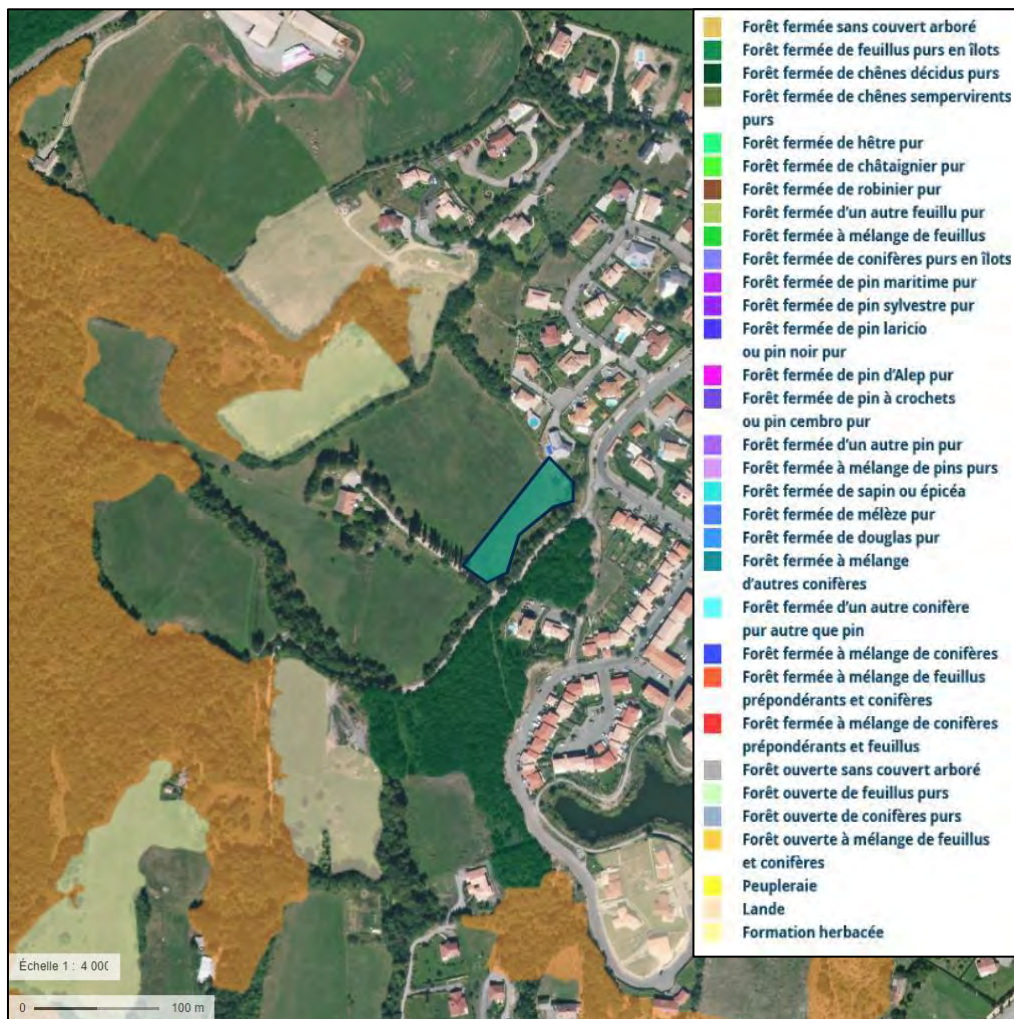 Forêt fermée sans couvert arboré
Forêt fermée de feuillus purs en îlots
Forêt fermée de chênes décidus purs
Forêt fermée de chênes sempervirents
purs
Forêt fermée de hêtre pur
Forêt fermée de châtaignier pur
Forêt fermée de robinier pur
Forêt fermée d'un autre feuillu pur
Forêt fermée à mélange de feuillus
Forêt fermée de conifères purs en îlots
Forêt fermée de pin maritime pur
Forêt fermée de pin sylvestre pur
Forêt fermée de pin laricio
ou pin noir pur
Forêt fermée de pin d'Alep pur
Forêt fermée de pin à crochets
ou pin cembro pur
Forêt fermée d'un autre pin pur
Forêt fermée à mélange de pins purs
Forêt fermée de sapin ou épicéa
Forêt fermée de mélèze pur
Forêt fermée de douglas pur
Forêt fermée à mélange
d'autres conifères
Forêt fermée d'un autre conifère
pur autre que pin
Forêt fermée à mélange de conifères
Forêt fermée à mélange de feuillus
prépondérants et conifères
Forêt fermée à mélange de conifères
prépondérants et feuillus
Forêt ouverte sans couvert arboré
Forêt ouverte de feuillus purs
Forêt ouverte de conifères purs
Forêt ouverte à mélange de feuillus
et conifères
Peupleraie
Lande
Formation herbacée
Échelle 1 : 4 000
0 100 m